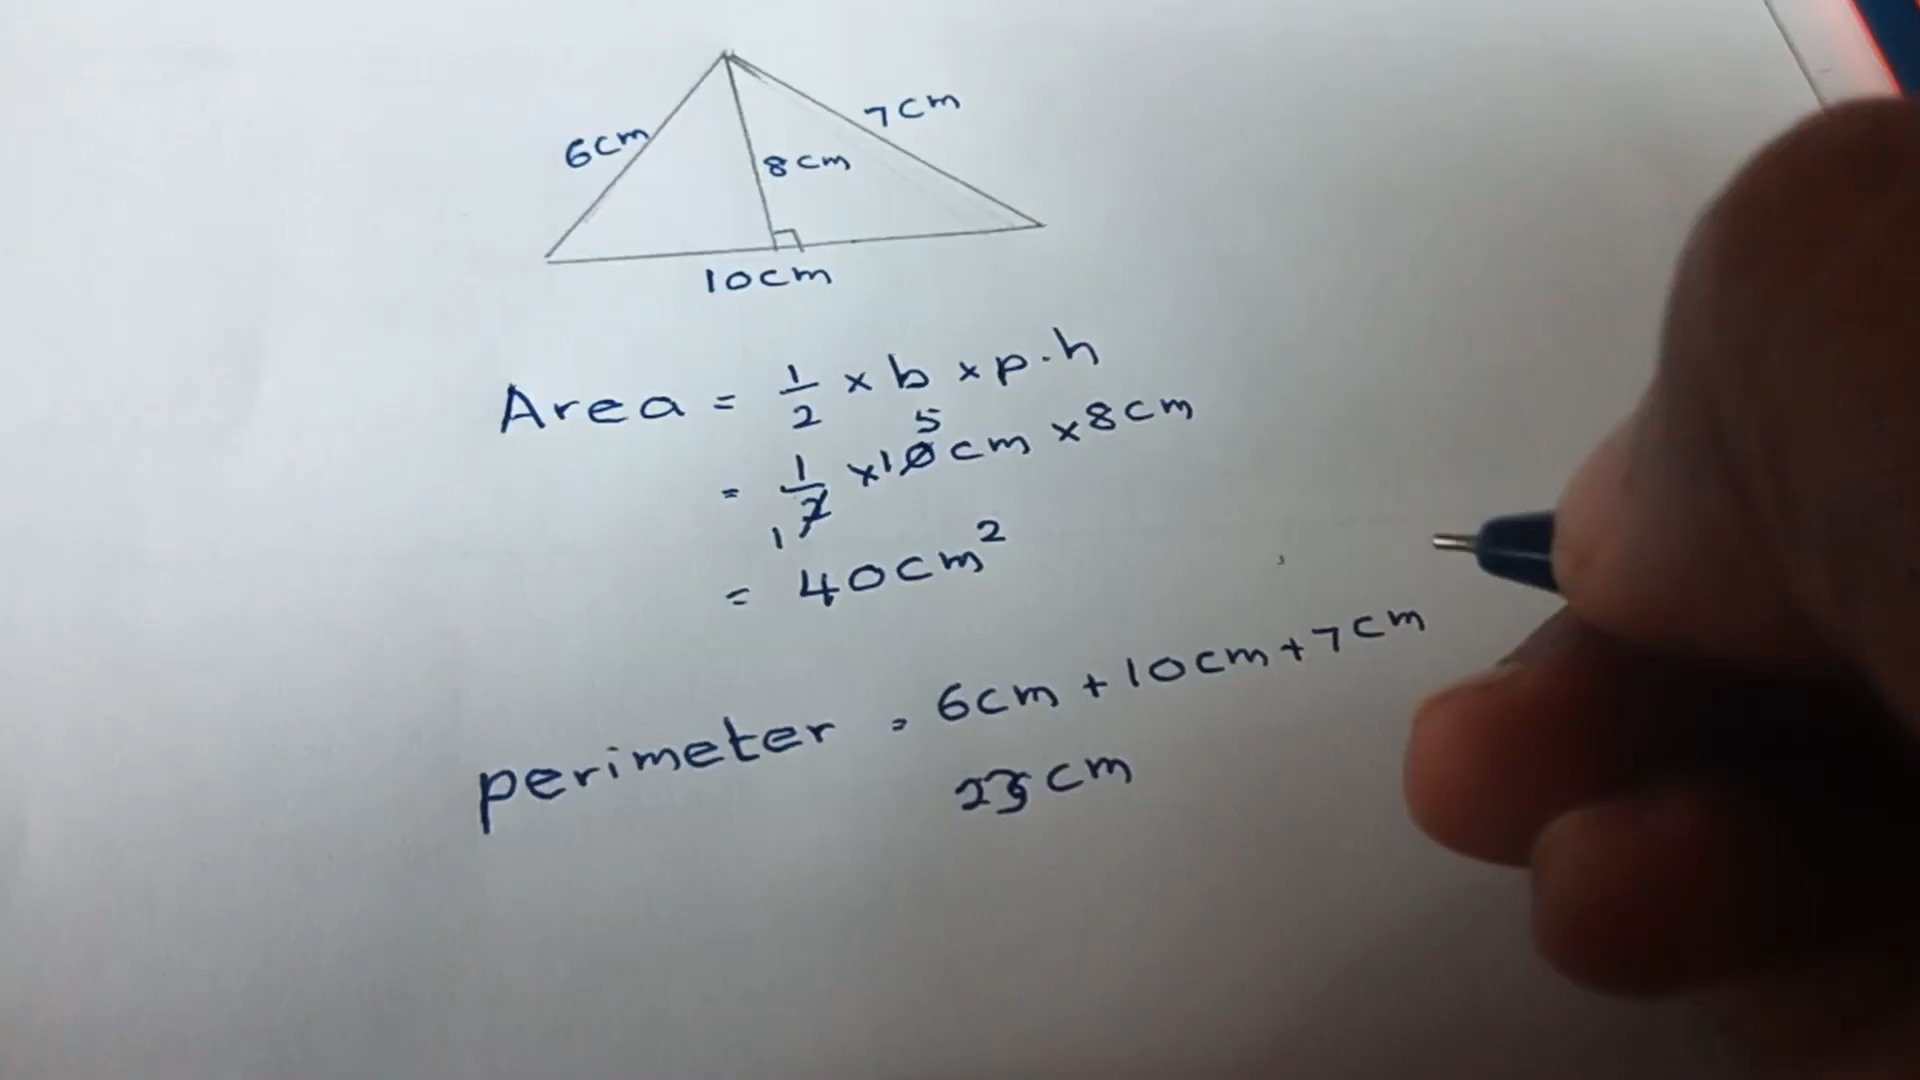 6cm
7cm
8cm
10cm
Area = 1/2 × b × p.h
5
= 1/2 × 10cm × 8cm
1
= 40cm²
perimeter = 6cm + 10cm + 7cm
23cm